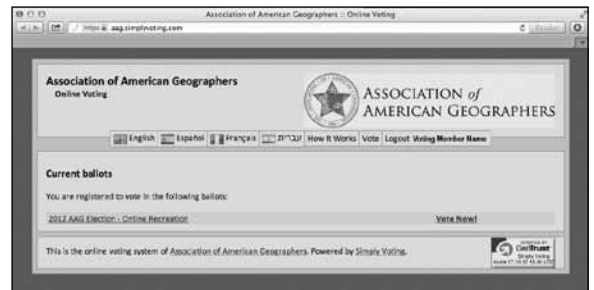 Association of American Geographers :: Online Voting
https aag.simplyvoting.com
Reader
Association of American Geographers
Online Voting
ASSOCIATION of
AMERICAN GEOGRAPHERS
English Español Français עברית How It Works Vote Logout Voting Member Name
Current ballots
You are registered to vote in the following ballots:
2012 AAG Election - Online Recreation Vote Now!
This is the online voting system of Association of American Geographers. Powered by Simply Voting.
GeoTrust
Simply Voting